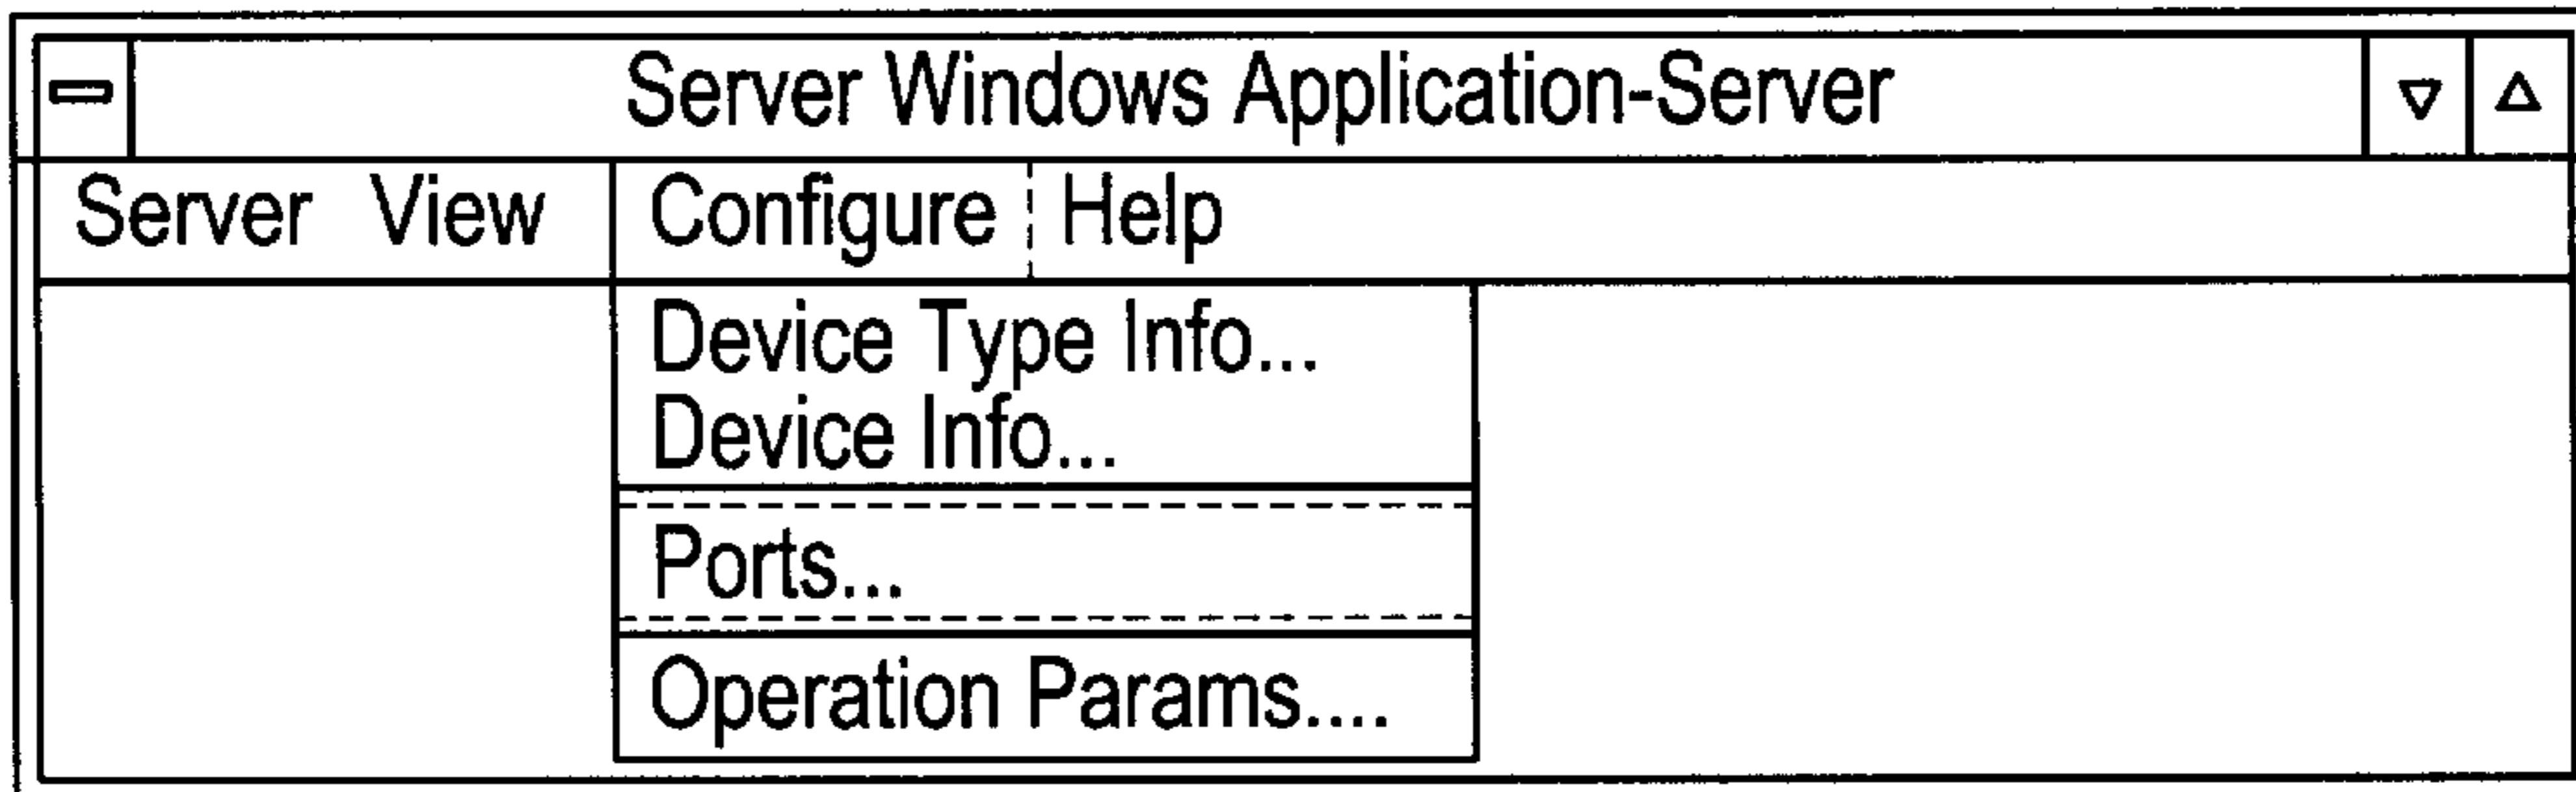 Server Windows Application-Server
Server View Configure Help
Device Type Info...
Device Info...
Ports...
Operation Params....